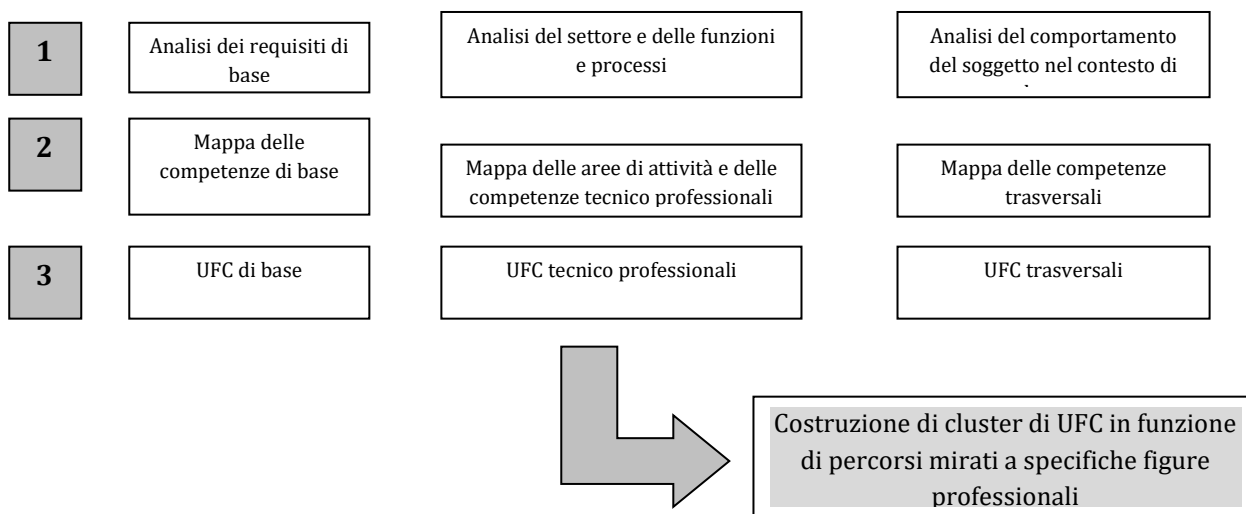 1
Analisi dei requisiti di
base
Analisi del settore e delle funzioni
e processi
Analisi del comportamento
del soggetto nel contesto di
2
Mappa delle
competenze di base
Mappa delle aree di attività e delle
competenze tecnico professionali
Mappa delle competenze
trasversali
3
UFC di base
UFC tecnico professionali
UFC trasversali
Costruzione di cluster di UFC in funzione
di percorsi mirati a specifiche figure
professionali